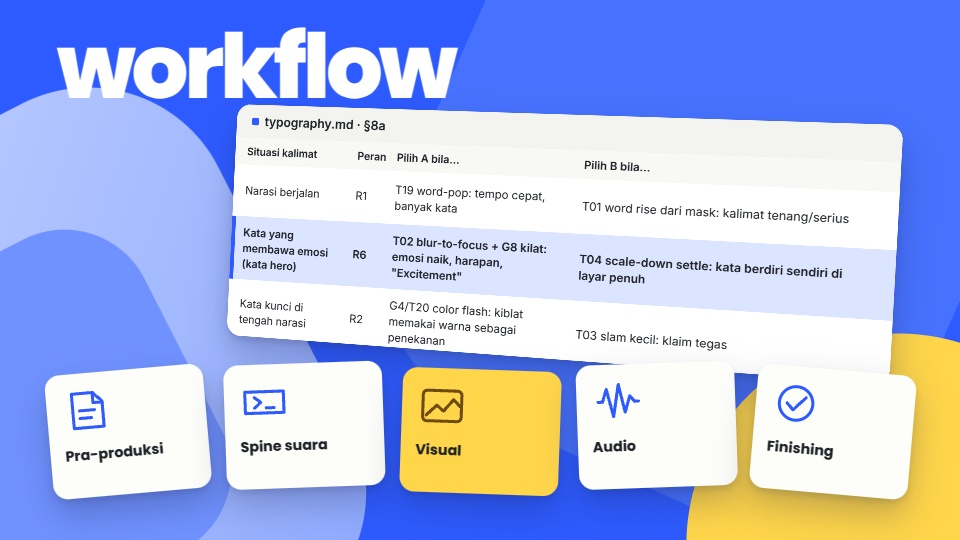 workflow
typography.md · §8a
Situasi kalimat Peran Pilih A bila... Pilih B bila...
Narasi berjalan R1 T19 word-pop: tempo cepat, banyak kata T01 word rise dari mask: kalimat tenang/serius
Kata yang membawa emosi (kata hero) R6 T02 blur-to-focus + G8 kilat: emosi naik, harapan, "Excitement" T04 scale-down settle: kata berdiri sendiri di layar penuh
Kata kunci di tengah narasi R2 G4/T20 color flash: kiblat memakai warna sebagai penekanan T03 slam kecil: klaim tegas
Pra-produksi
Spine suara
Visual
Audio
Finishing